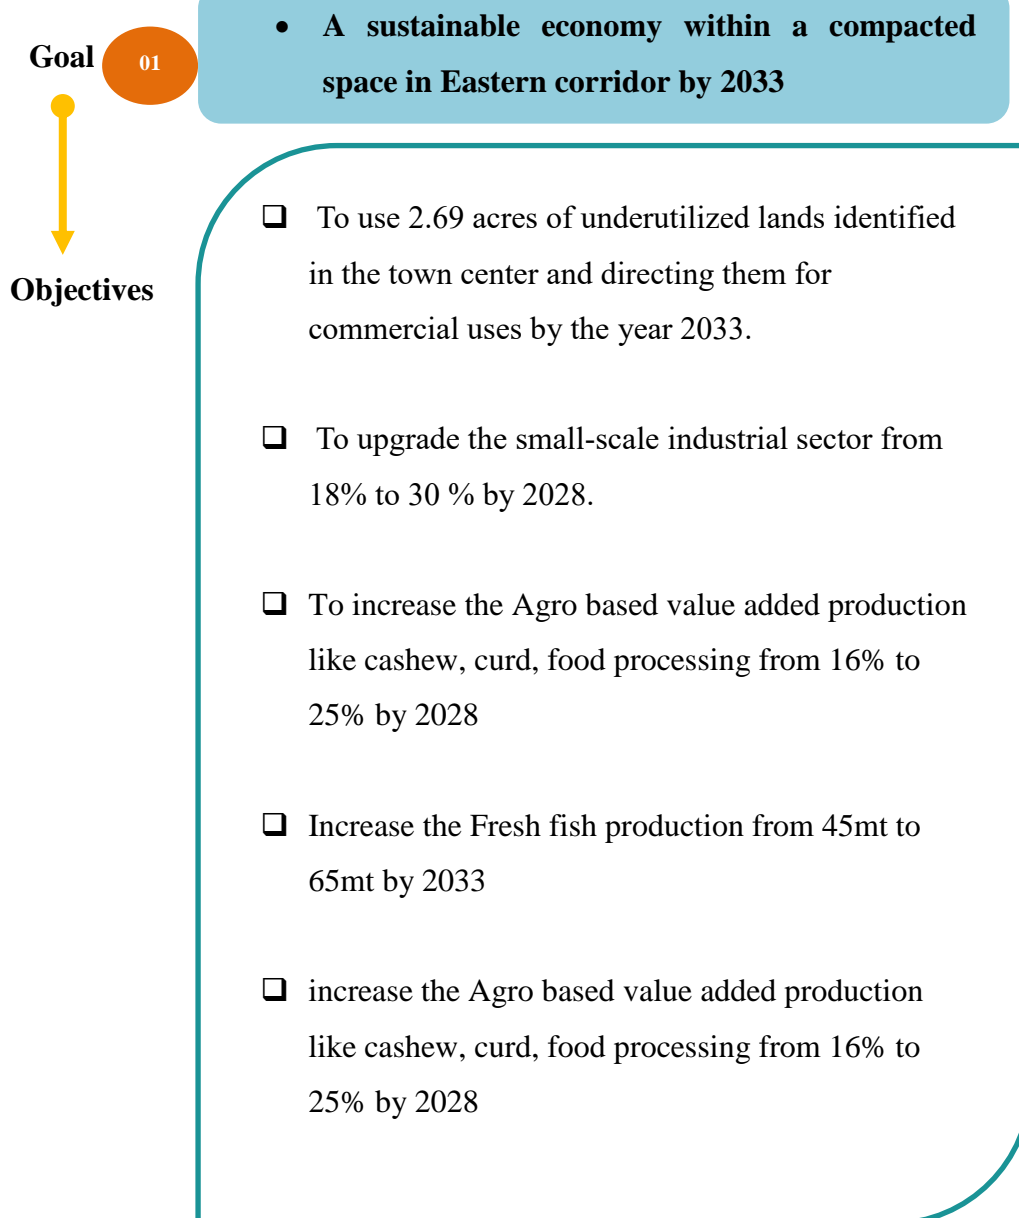 Goal
01
• A sustainable economy within a compacted
space in Eastern corridor by 2033
Objectives
❑ To use 2.69 acres of underutilized lands identified
in the town center and directing them for
commercial uses by the year 2033.
❑ To upgrade the small-scale industrial sector from
18% to 30 % by 2028.
❑ To increase the Agro based value added production
like cashew, curd, food processing from 16% to
25% by 2028
❑ Increase the Fresh fish production from 45mt to
65mt by 2033
❑ increase the Agro based value added production
like cashew, curd, food processing from 16% to
25% by 2028